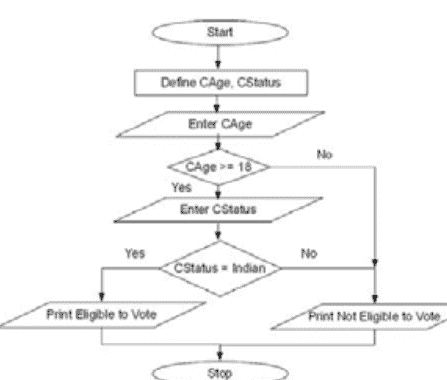 Start
Define CAge, CStatus
Enter CAge
CAge >= 18
No
Yes
Enter CStatus
Yes
CStatus = Indian
No
Print Eligible to Vote
Print Not Eligible to Vote
Stop